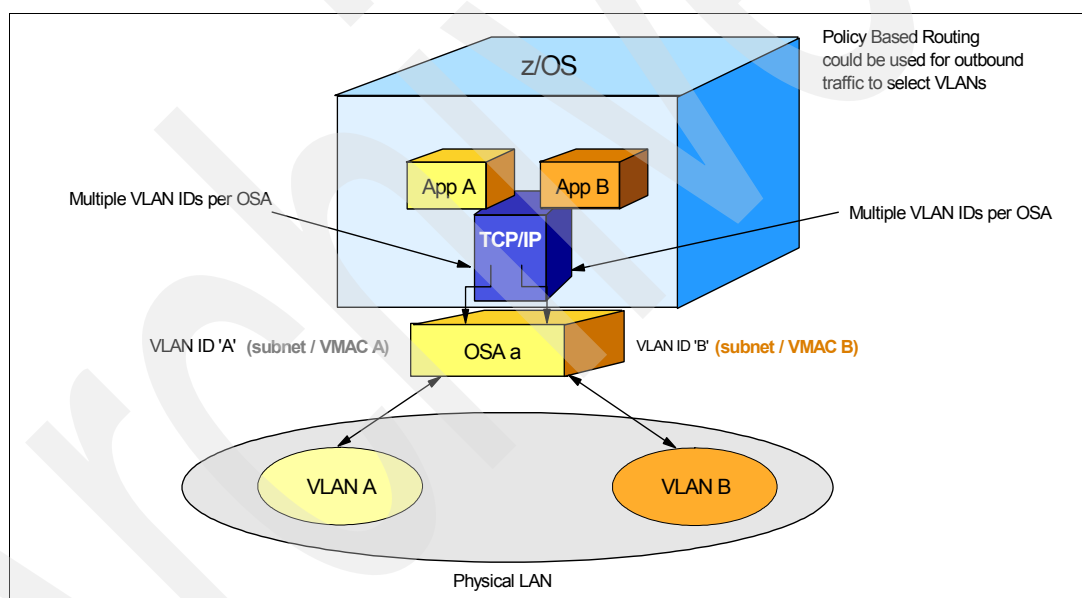 Policy Based Routing
could be used for outbound
traffic to select VLANs
z/OS
App A
App B
Multiple VLAN IDs per OSA
Multiple VLAN IDs per OSA
TCP/IP
VLAN ID 'A' (subnet / VMAC A)
OSA a
VLAN ID 'B' (subnet / VMAC B)
VLAN A
VLAN B
Physical LAN